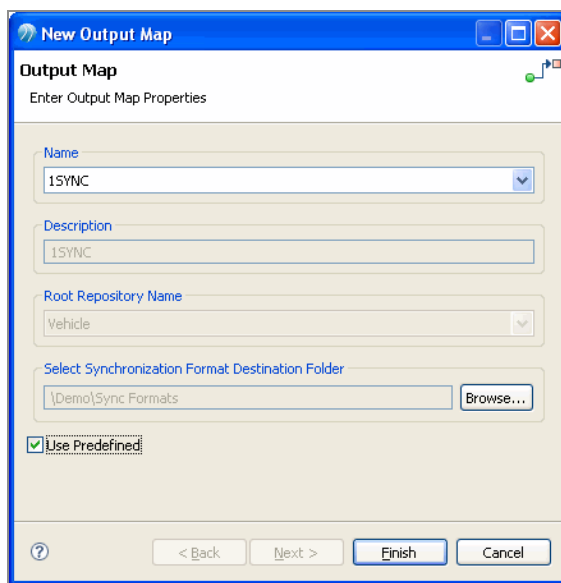 New Output Map
Output Map
Enter Output Map Properties
Name
1SYNC
Description
1SYNC
Root Repository Name
Vehicle
Select Synchronization Format Destination Folder
\Demo\Sync Formats
Browse...
Use Predefined
?
< Back
Next >
Finish
Cancel